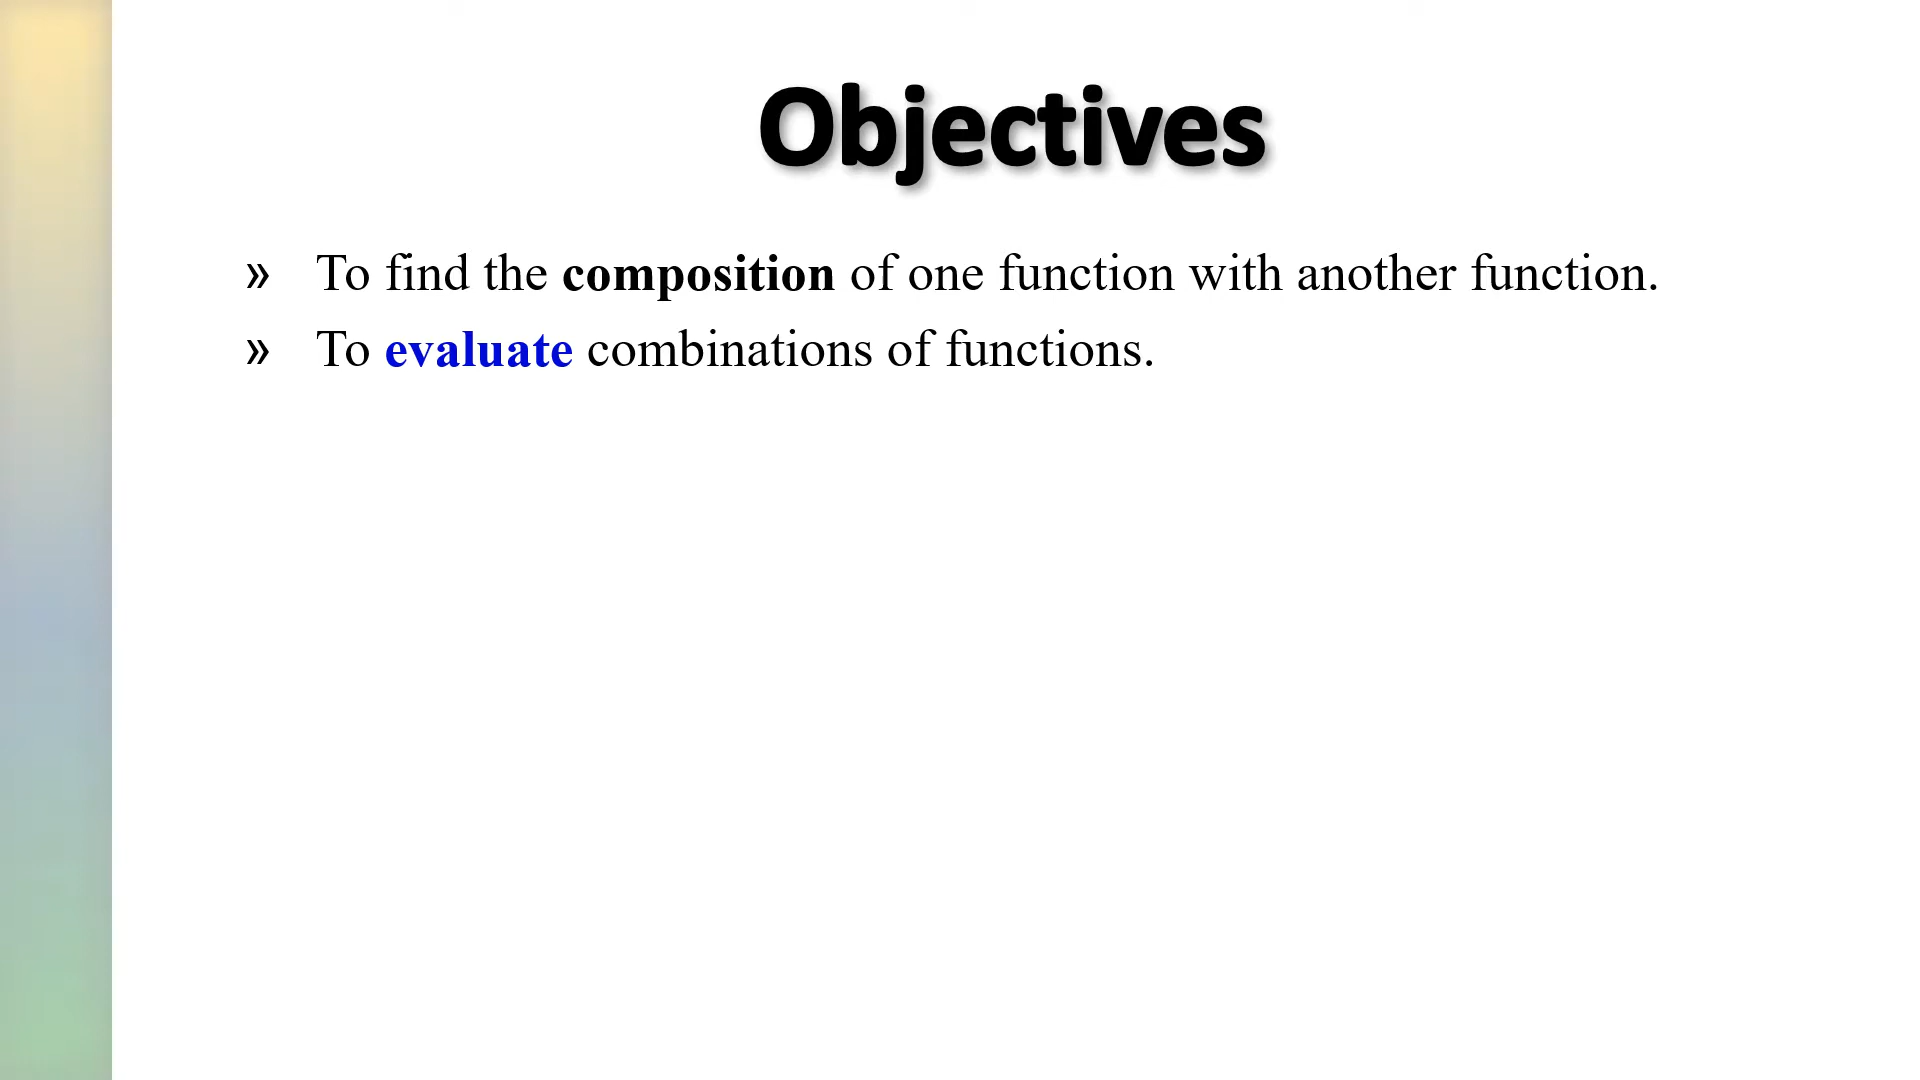 Objectives
» To find the composition of one function with another function.
» To evaluate combinations of functions.